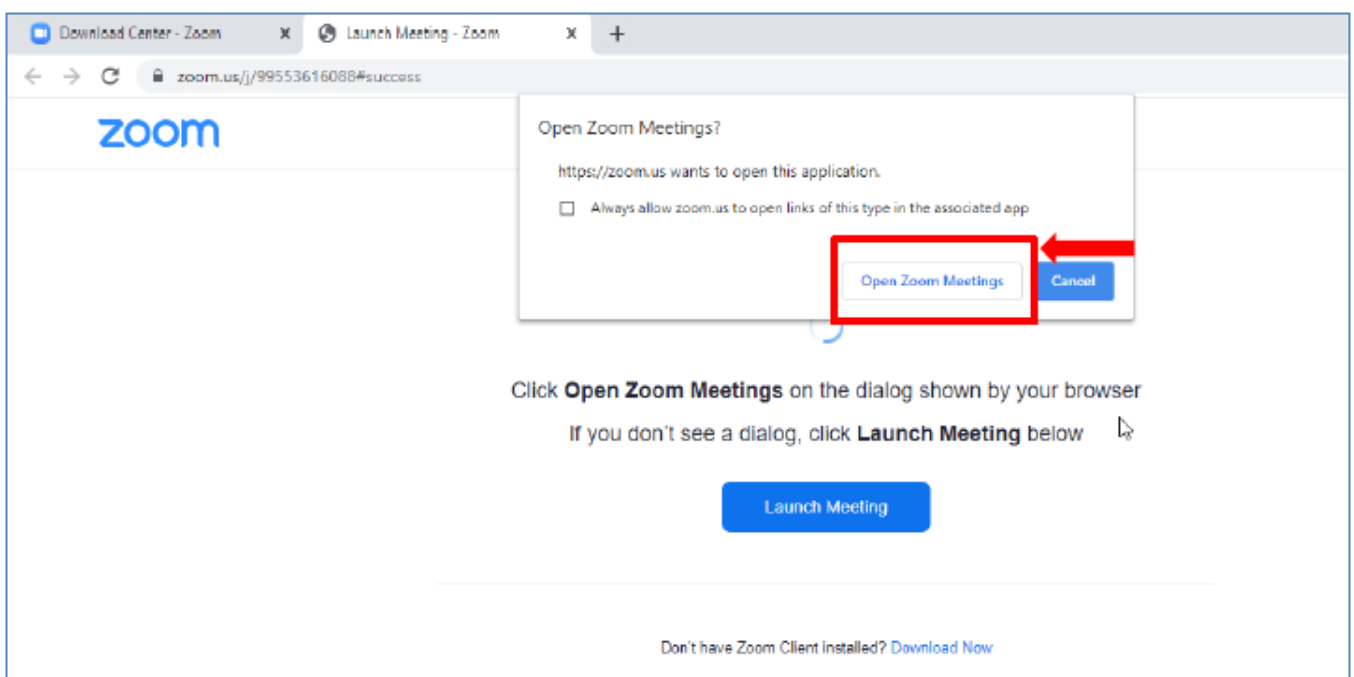 Download Center - Zoom
Launch Meeting - Zoom
zoom.us/j/99553616088#success
zoom
Open Zoom Meetings?
https://zoom.us wants to open this application.
Always allow zoom.us to open links of this type in the associated app
Open Zoom Meetings
Cancel
Click Open Zoom Meetings on the dialog shown by your browser
If you don't see a dialog, click Launch Meeting below
Launch Meeting
Don't have Zoom Client installed? Download Now